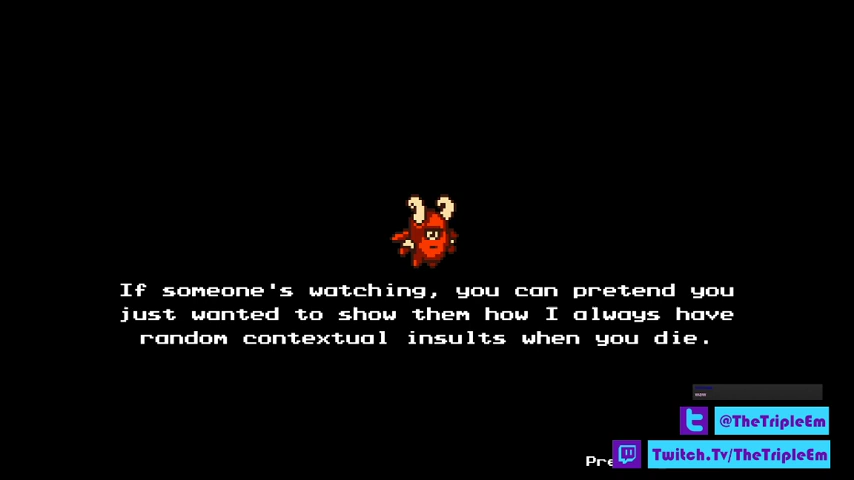 If someone's watching, you can pretend you
just wanted to show them how I always have
random contextual insults when you die.
@TheTripleEm
Pre
Twitch.Tv/TheTripleEm